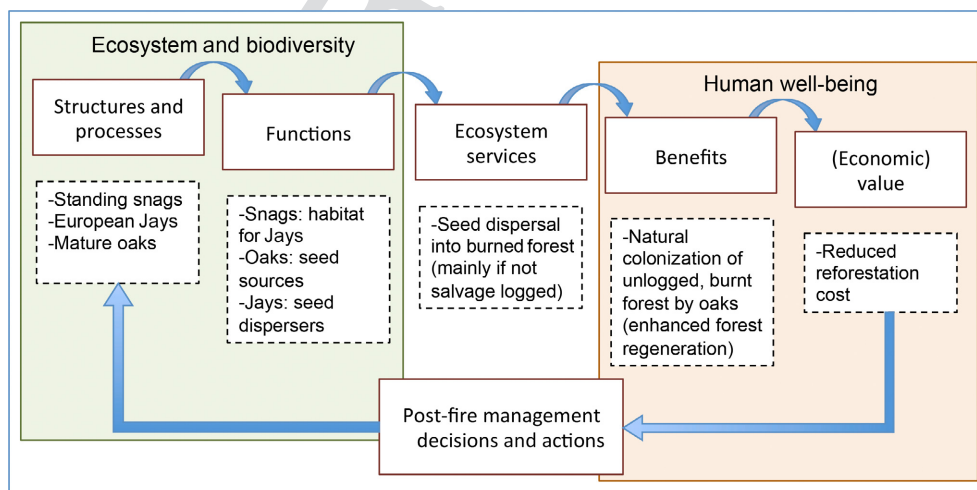 Ecosystem and biodiversity
Structures and
processes
Functions
Ecosystem
services
Human well-being
Benefits
(Economic)
value
-Standing snags
-European Jays
-Mature oaks
-Snags: habitat
for Jays
-Oaks: seed
sources
-Jays: seed
dispersers
-Seed dispersal
into burned forest
(mainly if not
salvage logged)
-Natural
colonization of
unlogged, burnt
forest by oaks
(enhanced forest
regeneration)
-Reduced
reforestation
cost
Post-fire management
decisions and actions